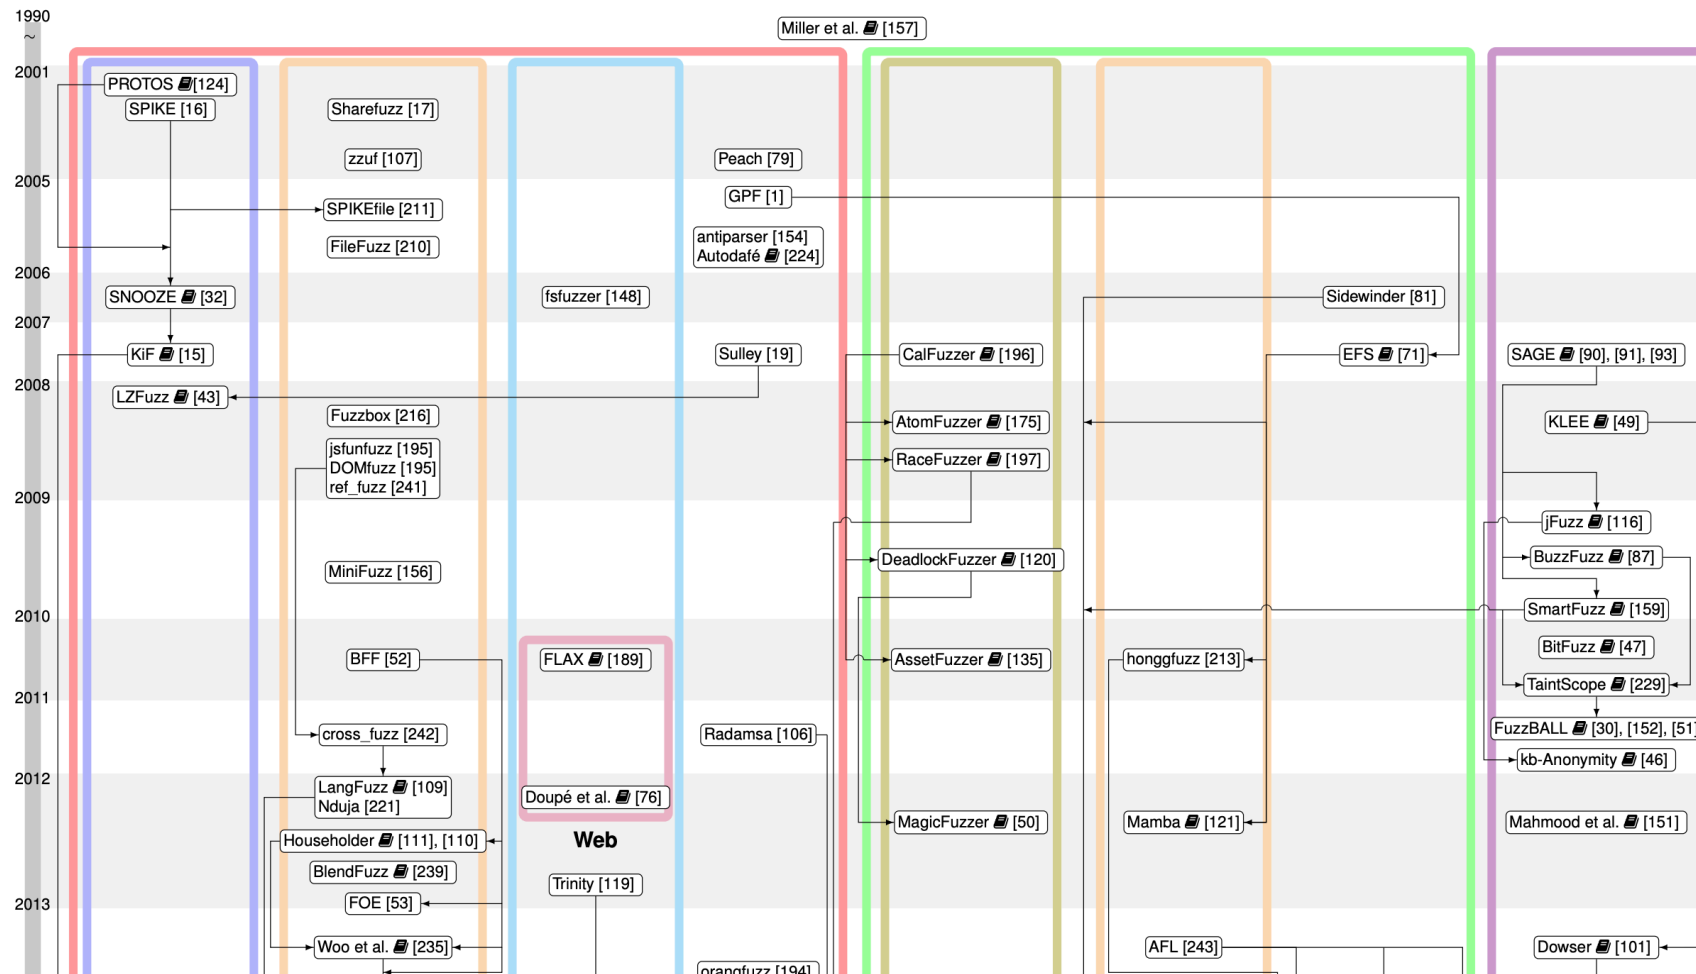 1990
~
Miller et al. [157]
2001
PROTOS [124]
SPIKE [16]
Sharefuzz [17]
zzuf [107]
Peach [79]
2005
GPF [1]
SPIKEfile [211]
FileFuzz [210]
antiparser [154]
Autodafé [224]
2006
SNOOZE [32]
fsfuzzer [148]
Sidewinder [81]
2007
KiF [15]
Sulley [19]
CalFuzzer [196]
EFS [71]
SAGE [90], [91], [93]
2008
LZFuzz [43]
Fuzzbox [216]
AtomFuzzer [175]
KLEE [49]
jsfunfuzz [195]
DOMfuzz [195]
ref_fuzz [241]
RaceFuzzer [197]
2009
jFuzz [116]
DeadlockFuzzer [120]
BuzzFuzz [87]
MiniFuzz [156]
2010
SmartFuzz [159]
BitFuzz [47]
BFF [52]
FLAX [189]
AssetFuzzer [135]
honggfuzz [213]
TaintScope [229]
2011
FuzzBALL [30], [152], [51]
cross_fuzz [242]
Radamsa [106]
kb-Anonymity [46]
2012
LangFuzz [109]
Nduja [221]
Doupé et al. [76]
MagicFuzzer [50]
Mamba [121]
Mahmood et al. [151]
Householder [111], [110]
Web
BlendFuzz [239]
Trinity [119]
2013
FOE [53]
Woo et al. [235]
AFL [243]
Dowser [101]
orangfuzz [194]